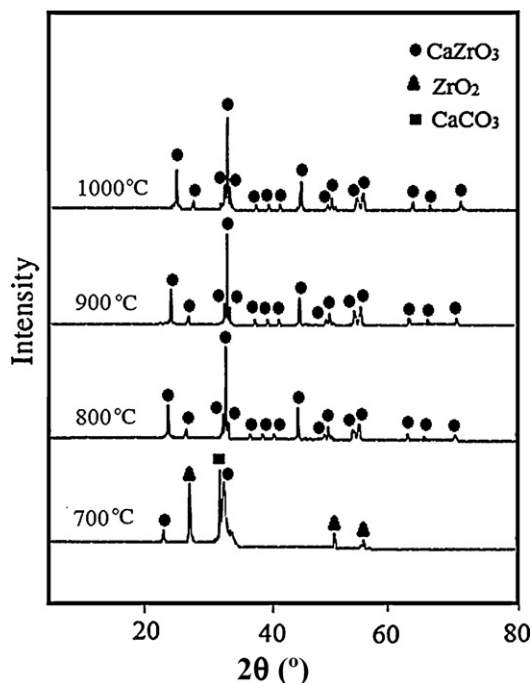 CaZrO₃
ZrO₂
CaCO₃
1000°C
900°C
800°C
700°C
Intensity
20 40 60 80
2θ (°)